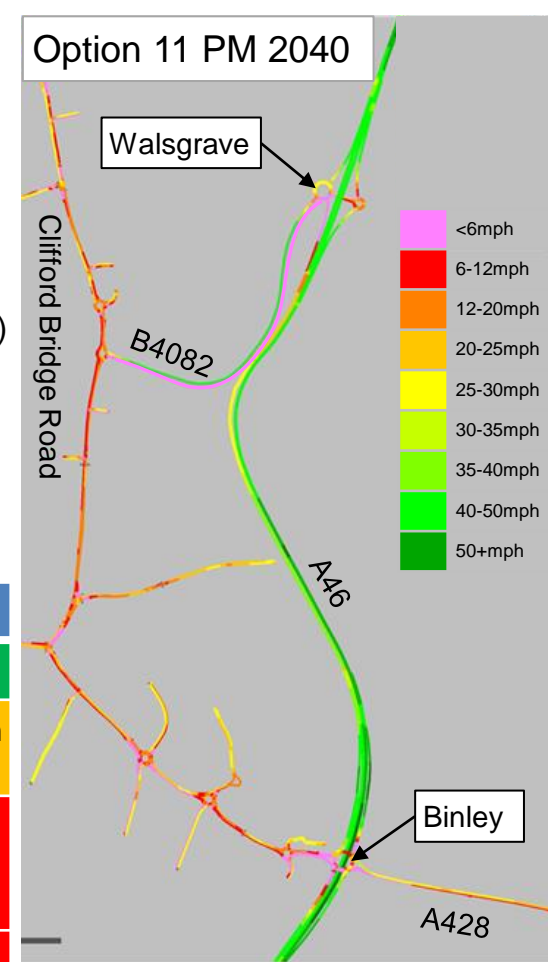 Option 11 PM 2040
Walsgrave
<6mph
6-12mph
12-20mph
20-25mph
25-30mph
30-35mph
35-40mph
40-50mph
50+mph
Clifford Bridge Road
B4082
A46
Binley
A428
)